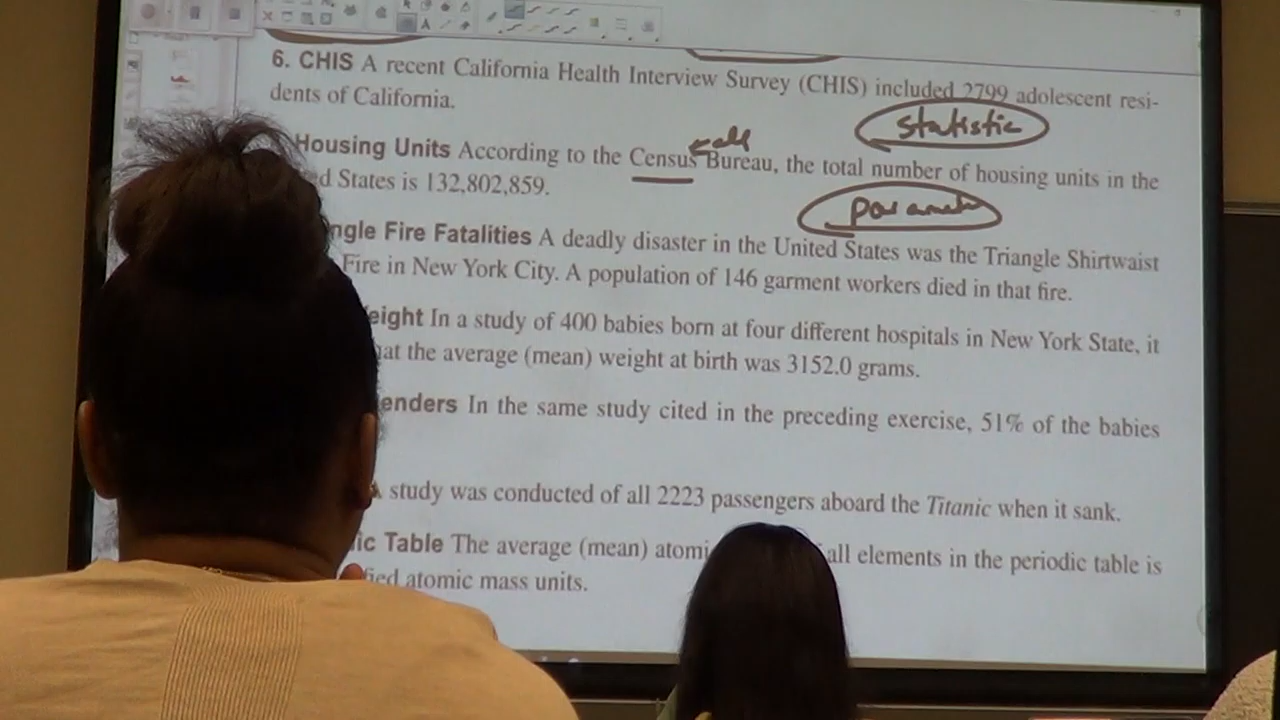 6. CHIS A recent California Health Interview Survey (CHIS) included 2799 adolescent resi-
dents of California.
statistic
all
Housing Units According to the Census Bureau, the total number of housing units in the
States is 132,802,859.
Fire Fatalities A deadly disaster in the United States was the Triangle Shirtwaist
Fire in New York City. A population of 146 garment workers died in that fire.
In a study of 400 babies born at four different hospitals in New York State, it
the average (mean) weight at birth was 3152.0 grams.
In the same study cited in the preceding exercise, 51% of the babies
A study was conducted of all 2223 passengers aboard the Titanic when it sank.
Table The average (mean) all elements in the periodic table is
atomic mass units.